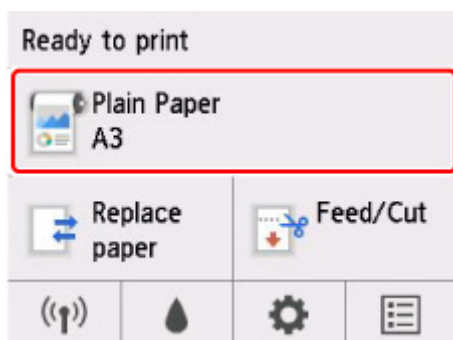 Ready to print
Plain Paper
A3
Replace
paper
Feed/Cut